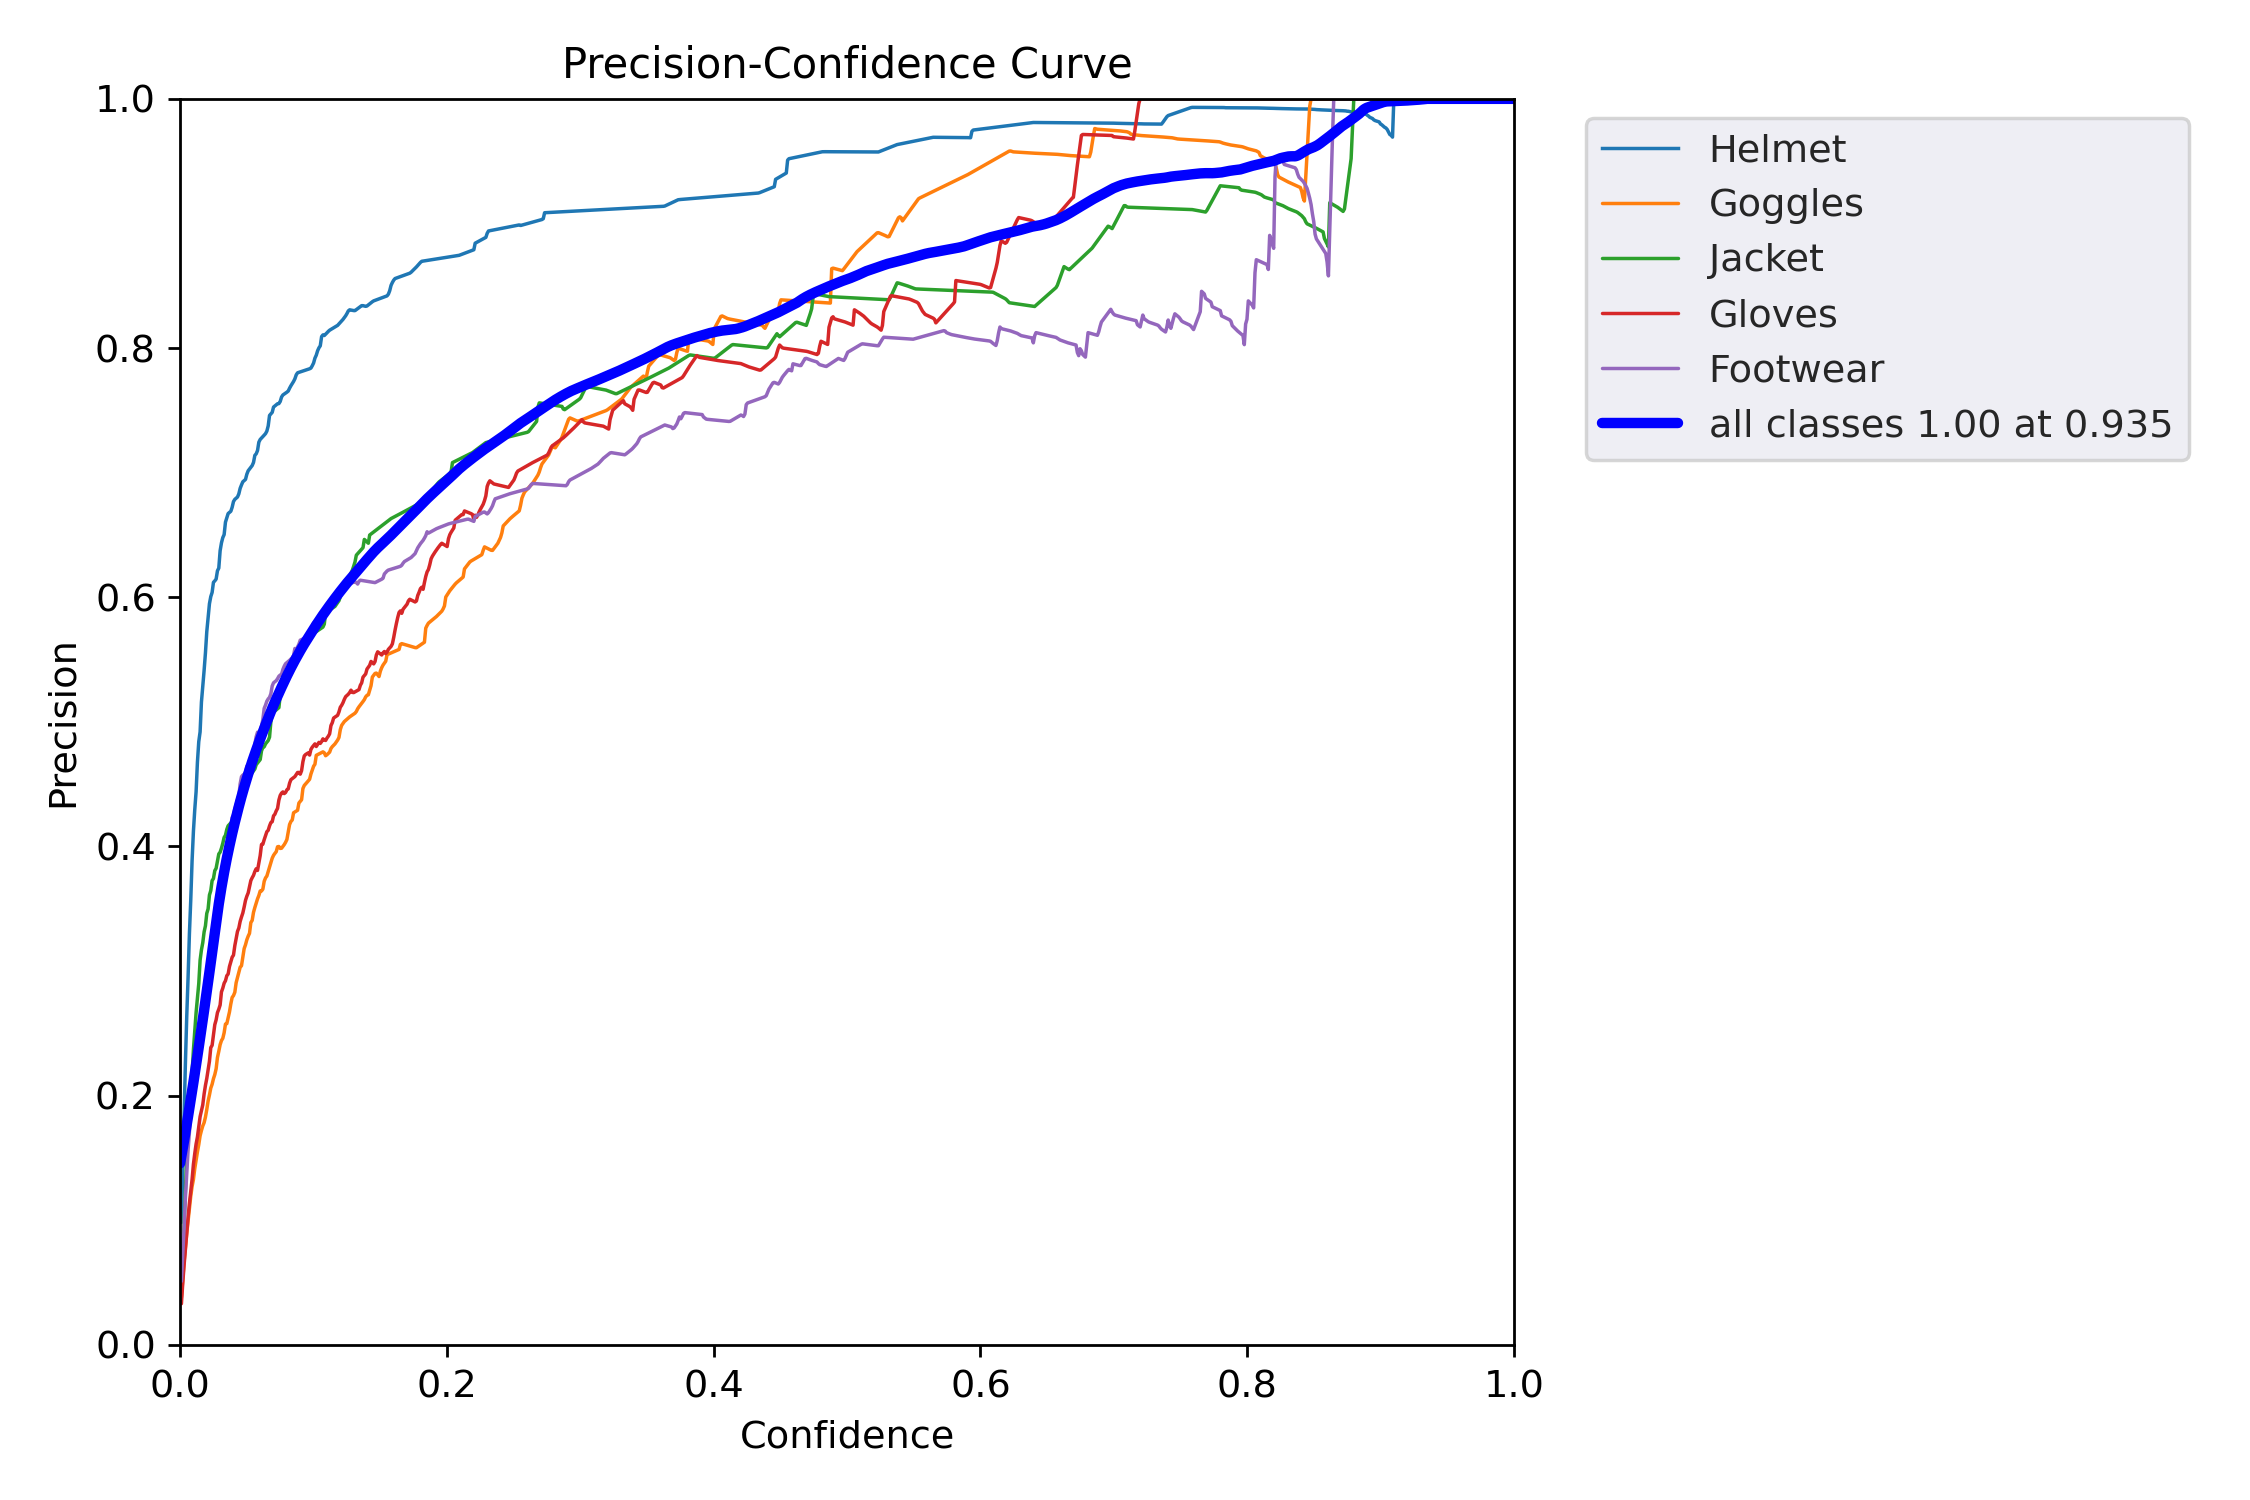 Precision-Confidence Curve
1.0
0.8
0.6
0.4
0.2
0.0
Precision
0.0 0.2 0.4 0.6 0.8 1.0
Confidence
Helmet
Goggles
Jacket
Gloves
Footwear
all classes 1.00 at 0.935